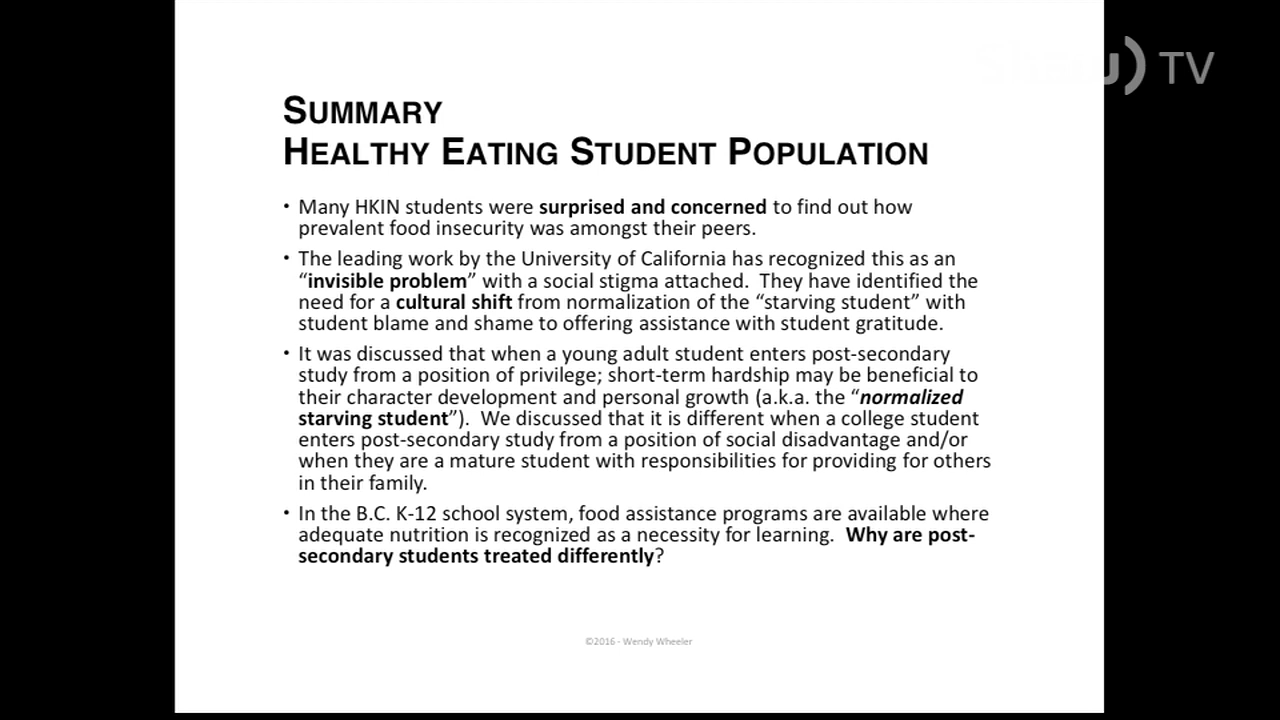 TV
SUMMARY
HEALTHY EATING STUDENT POPULATION
• Many HKIN students were surprised and concerned to find out how
prevalent food insecurity was amongst their peers.
• The leading work by the University of California has recognized this as an
“invisible problem” with a social stigma attached.  They have identified the
need for a cultural shift from normalization of the “starving student” with
student blame and shame to offering assistance with student gratitude.
• It was discussed that when a young adult student enters post-secondary
study from a position of privilege; short-term hardship may be beneficial to
their character development and personal growth (a.k.a. the “normalized
starving student”).  We discussed that it is different when a college student
enters post-secondary study from a position of social disadvantage and/or
when they are a mature student with responsibilities for providing for others
in their family.
• In the B.C. K-12 school system, food assistance programs are available where
adequate nutrition is recognized as a necessity for learning.  Why are post-
secondary students treated differently?
©2016 - Wendy Wheeler